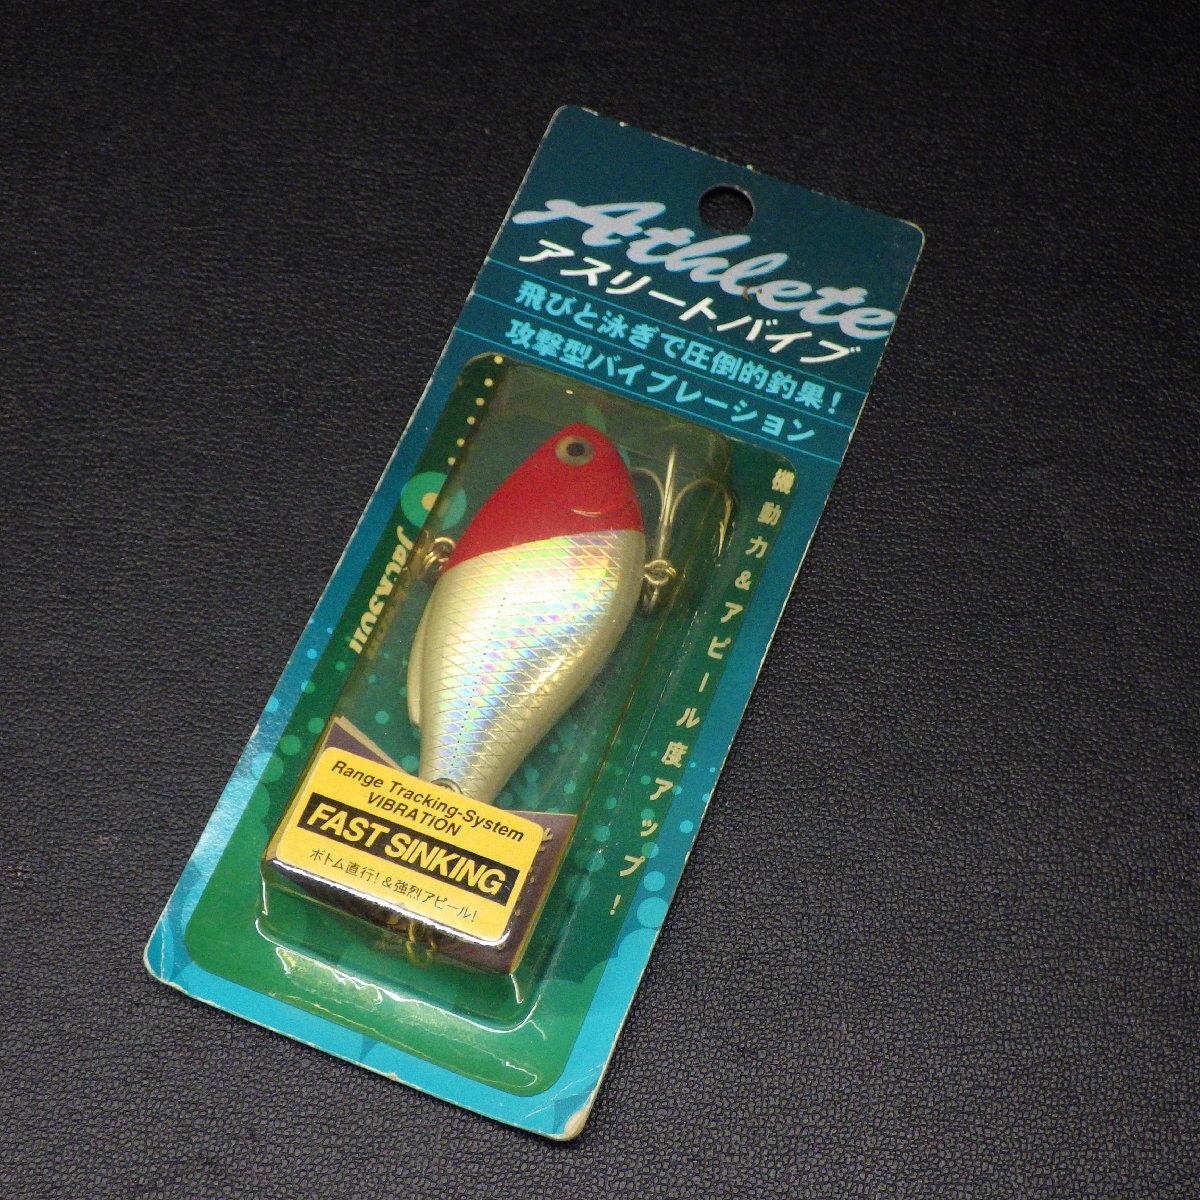 Athlete
アスリートバイブ
飛びと泳ぎで圧倒的釣果!
攻撃型バイブレーション
機動力&アピール度アップ!
Jackson
Range Tracking-System
VIBRATION
FAST SINKING
ボトム直行!&強烈アピール!